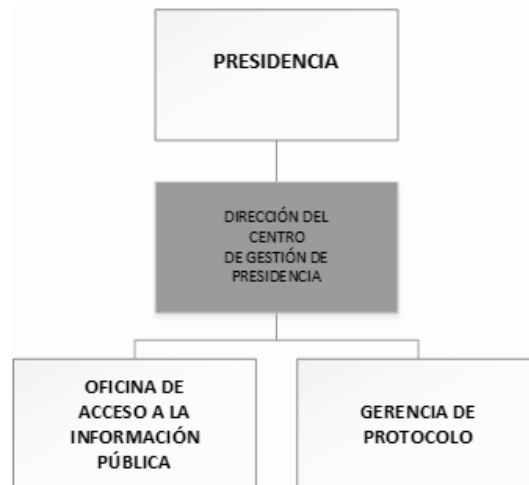 PRESIDENCIA
DIRECCIÓN DEL
CENTRO
DE GESTIÓN DE
PRESIDENCIA
OFICINA DE
ACCESO A LA
INFORMACIÓN
PÚBLICA
GERENCIA DE
PROTOCOLO